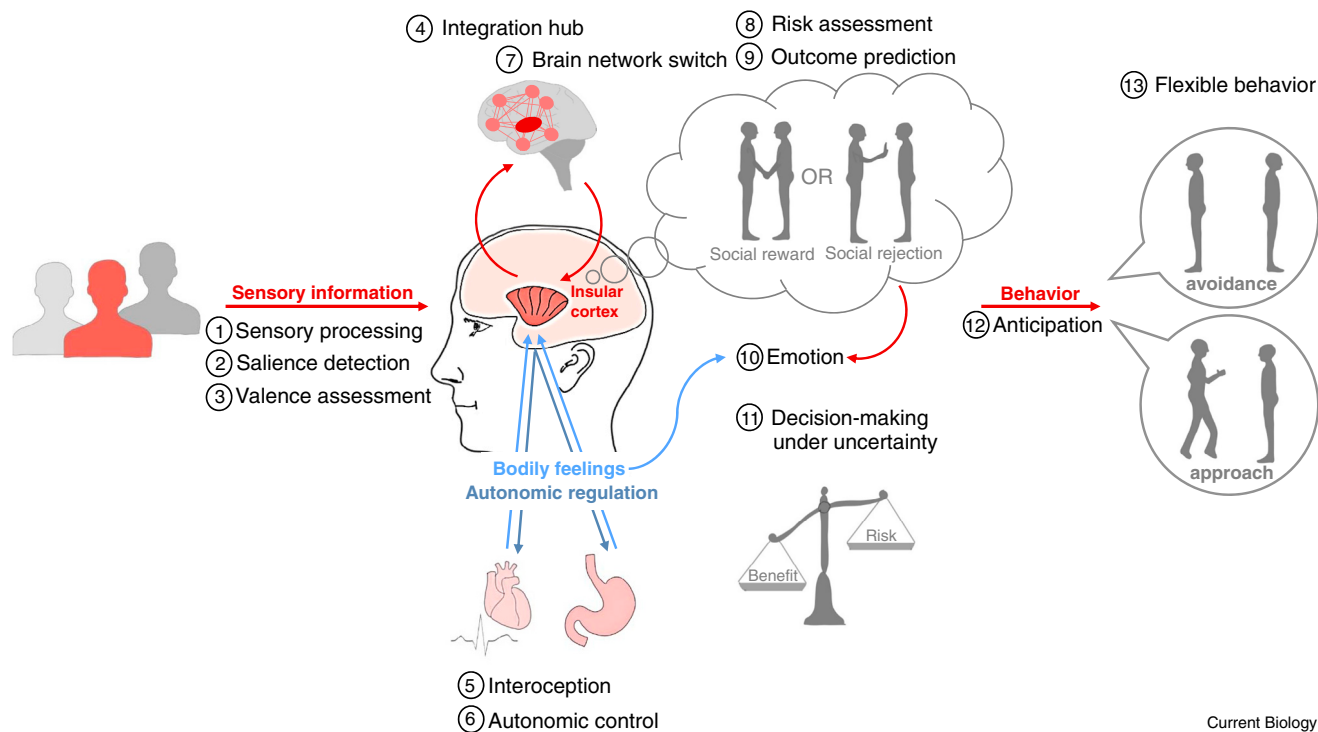 ④ Integration hub
⑦ Brain network switch
⑧ Risk assessment
⑨ Outcome prediction
⑬ Flexible behavior
OR
Social reward
Social rejection
avoidance
Sensory information
① Sensory processing
② Salience detection
③ Valence assessment
Insular
cortex
Behavior
⑫ Anticipation
⑩ Emotion
approach
⑪ Decision-making
under uncertainty
Bodily feelings
Autonomic regulation
Risk
Benefit
⑤ Interoception
⑥ Autonomic control
Current Biology